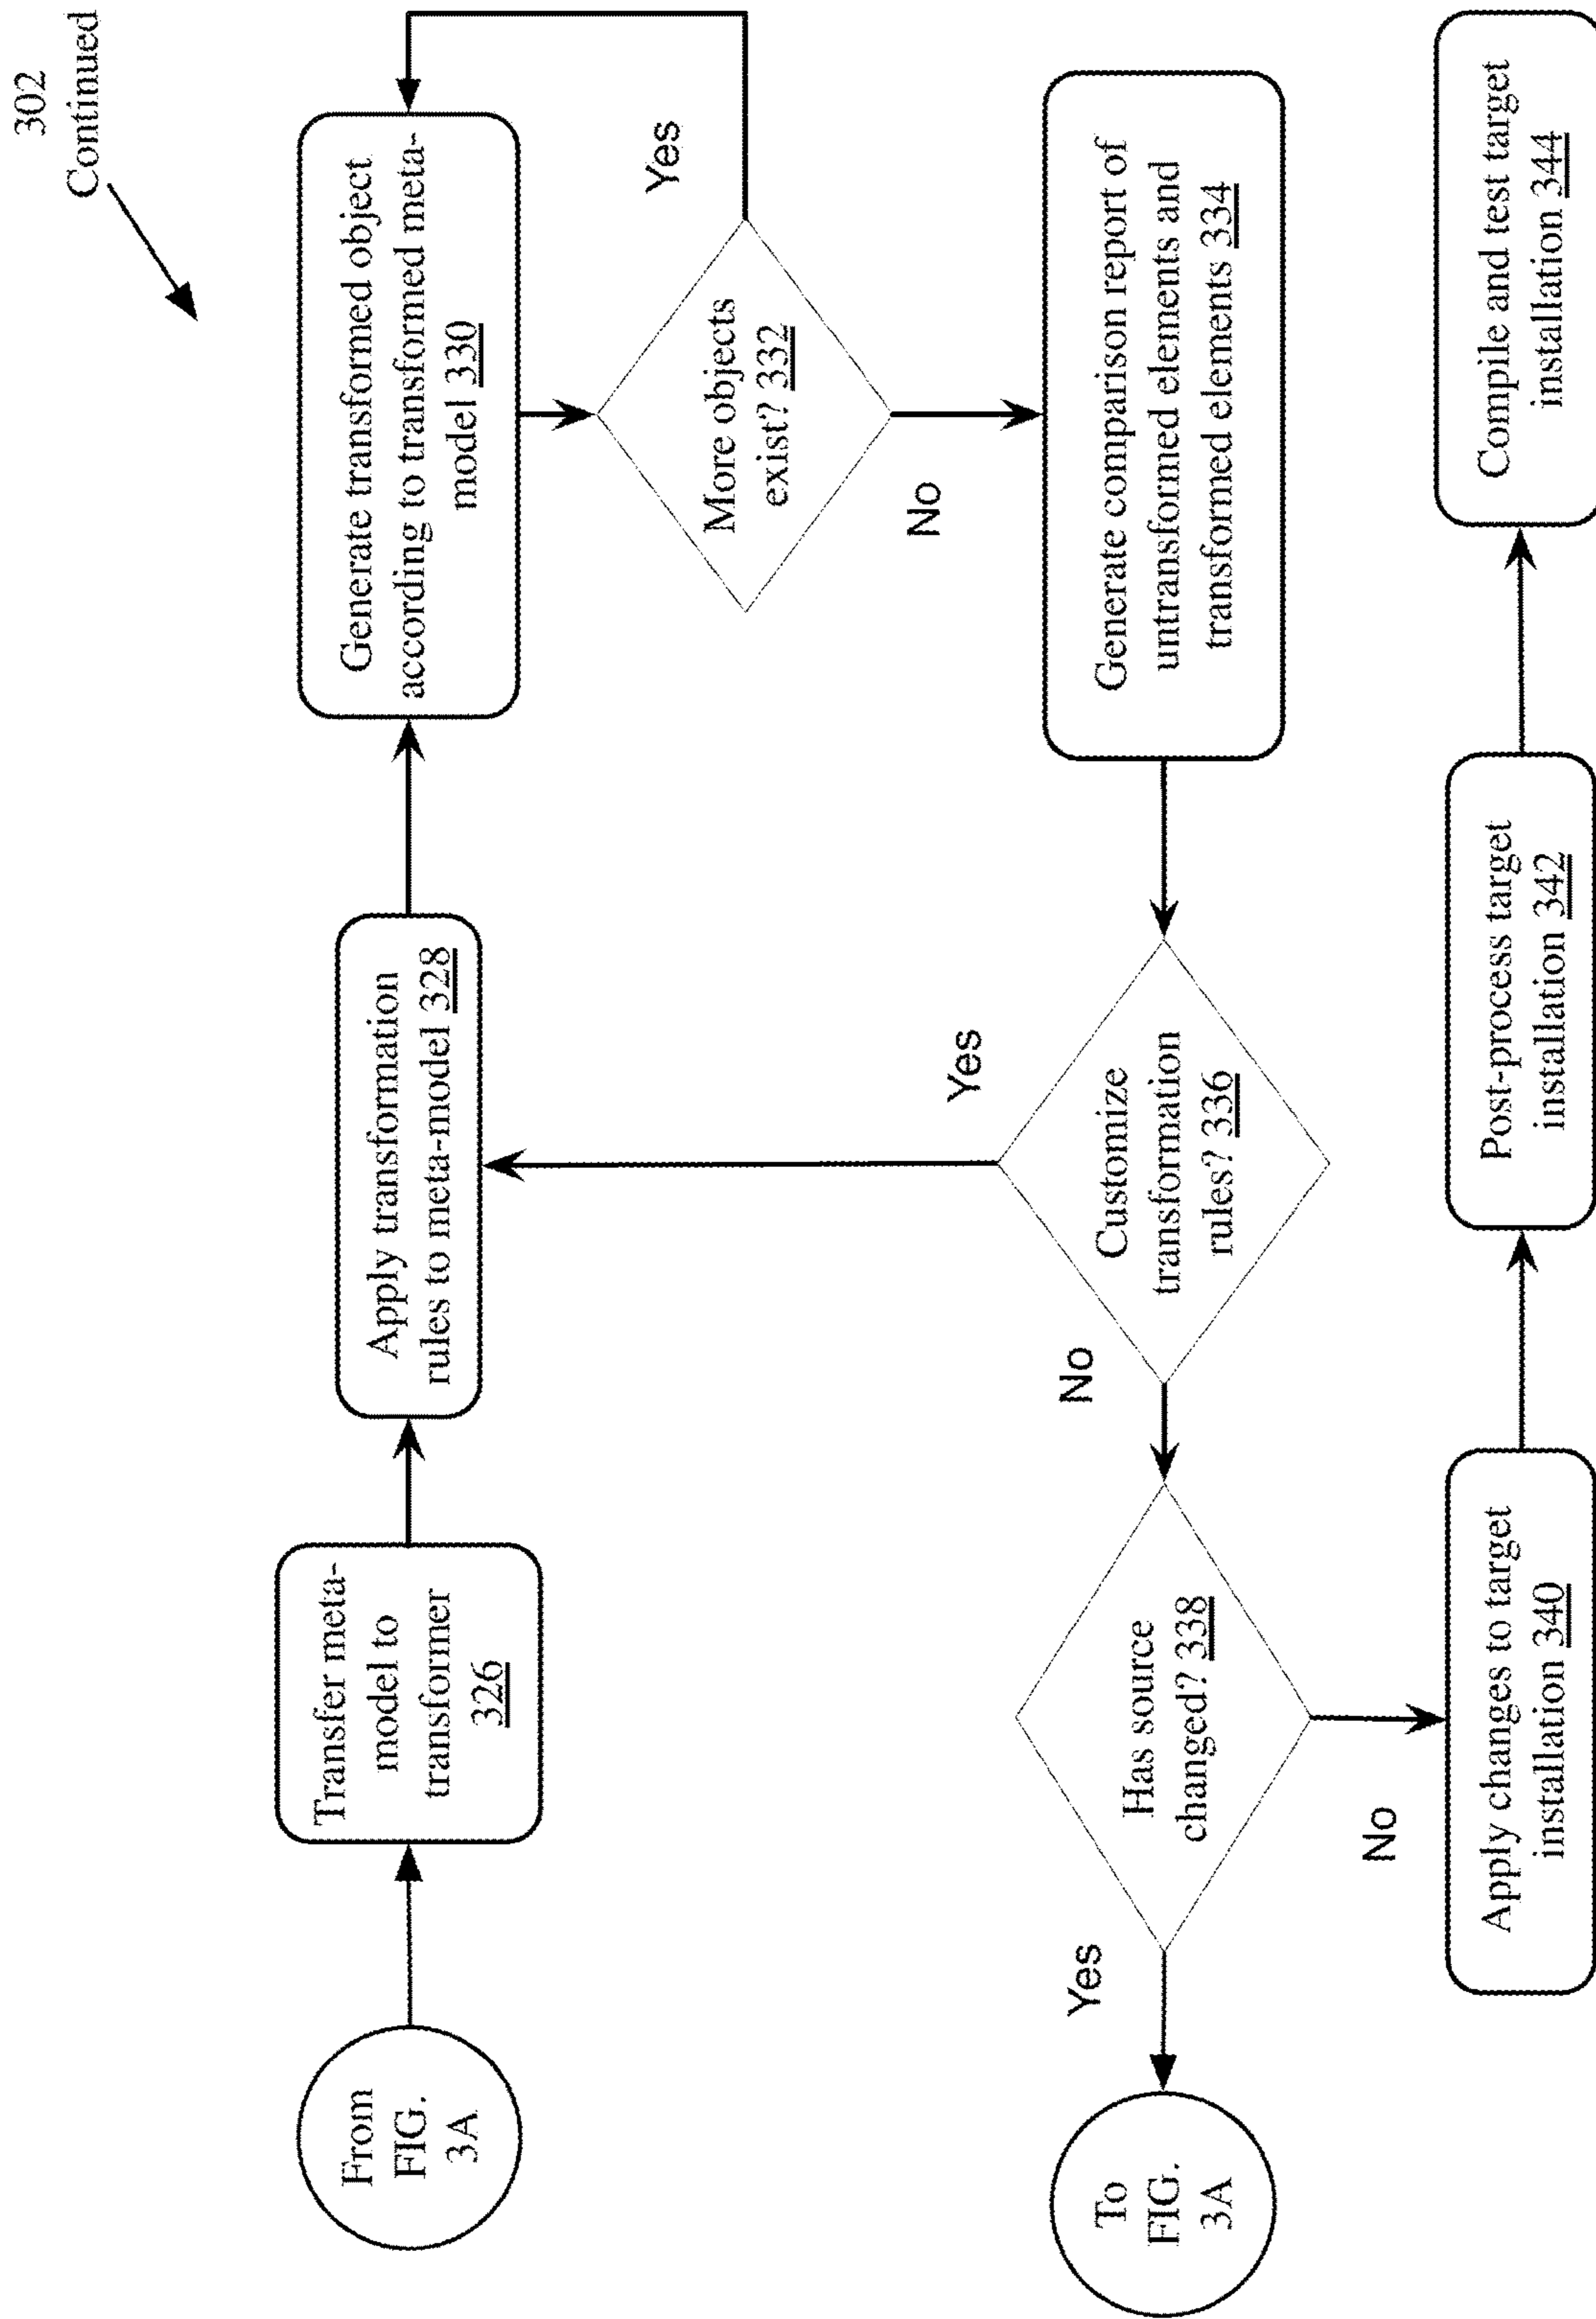 302
Continued
From
FIG.
3A
Transfer meta-
model to
transformer
326
Apply transformation
rules to meta-model 328
Generate transformed object
according to transformed meta-
model 330
More objects
exist? 332
Yes
No
Generate comparison report of
untransformed elements and
transformed elements 334
Customize
transformation
rules? 336
Yes
No
Has source
changed? 338
Yes
No
To
FIG.
3A
Apply changes to target
installation 340
Post-process target
installation 342
Compile and test target
installation 344